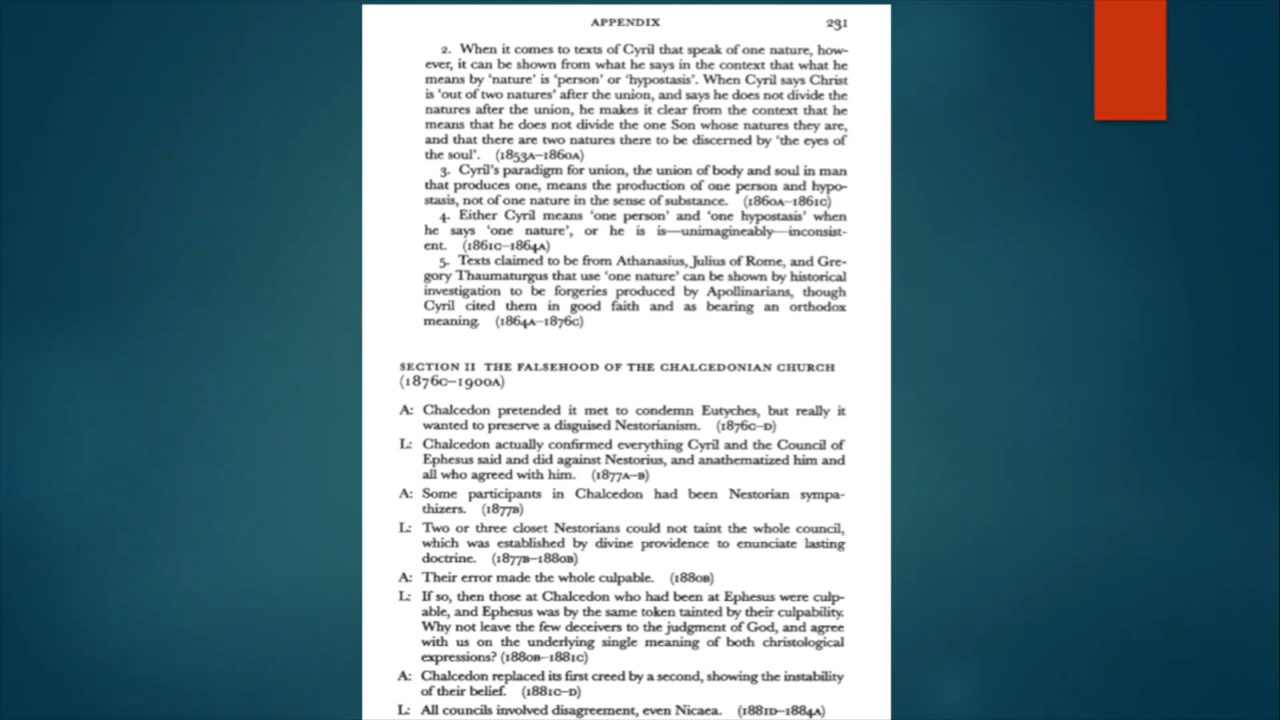 APPENDIX 231
2. When it comes to texts of Cyril that speak of one nature, how-
ever, it can be shown from what he says in the context that what he
means by ‘nature’ is ‘person’ or ‘hypostasis’. When Cyril says Christ
is ‘out of two natures’ after the union, and says he does not divide the
natures after the union, he makes it clear from the context that he
means that he does not divide the one Son whose natures they are,
and that there are two natures there to be discerned by ‘the eyes of
the soul’. (1853A–1860A)
3. Cyril’s paradigm for union, the union of body and soul in man
that produces one, means the production of one person and hypo-
stasis, not of one nature in the sense of substance. (1860A–1861C)
4. Either Cyril means ‘one person’ and ‘one hypostasis’ when
he says ‘one nature’, or he is is—unimagineably—inconsist-
ent. (1861C–1864A)
5. Texts claimed to be from Athanasius, Julius of Rome, and Gre-
gory Thaumaturgus that use ‘one nature’ can be shown by historical
investigation to be forgeries produced by Apollinarians, though
Cyril cited them in good faith and as bearing an orthodox
meaning. (1864A–1876C)
SECTION II THE FALSEHOOD OF THE CHALCEDONIAN CHURCH
(1876C–1900A)
A: Chalcedon pretended it met to condemn Eutyches, but really it
wanted to preserve a disguised Nestorianism. (1876C–D)
L: Chalcedon actually confirmed everything Cyril and the Council of
Ephesus said and did against Nestorius, and anathematized him and
all who agreed with him. (1877A–B)
A: Some participants in Chalcedon had been Nestorian sympa-
thizers. (1877B)
L: Two or three closet Nestorians could not taint the whole council,
which was established by divine providence to enunciate lasting
doctrine. (1877B–1880B)
A: Their error made the whole culpable. (1880B)
L: If so, then those at Chalcedon who had been at Ephesus were culp-
able, and Ephesus was by the same token tainted by their culpability.
Why not leave the few deceivers to the judgment of God, and agree
with us on the underlying single meaning of both christological
expressions? (1880B–1881C)
A: Chalcedon replaced its first creed by a second, showing the instability
of their belief. (1881C–D)
L: All councils involved disagreement, even Nicaea. (1881D–1884A)